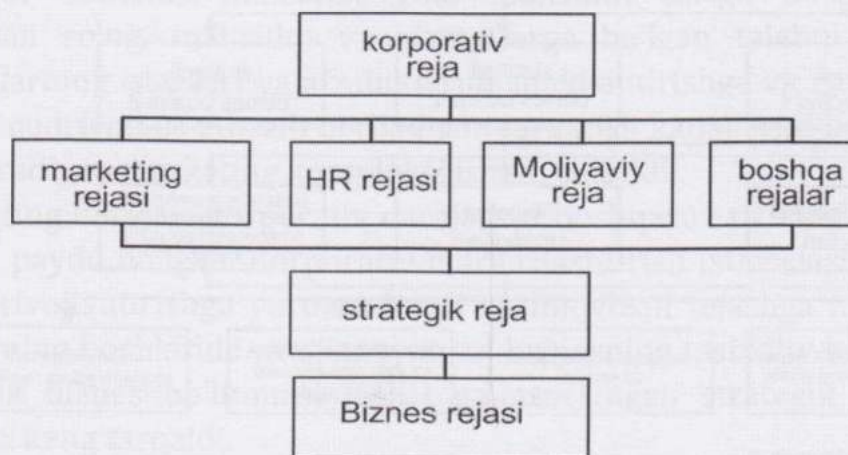 korporativ
reja
marketing
rejasi
HR rejasi
Moliyaviy
reja
boshqa
rejalar
strategik reja
Biznes rejasi